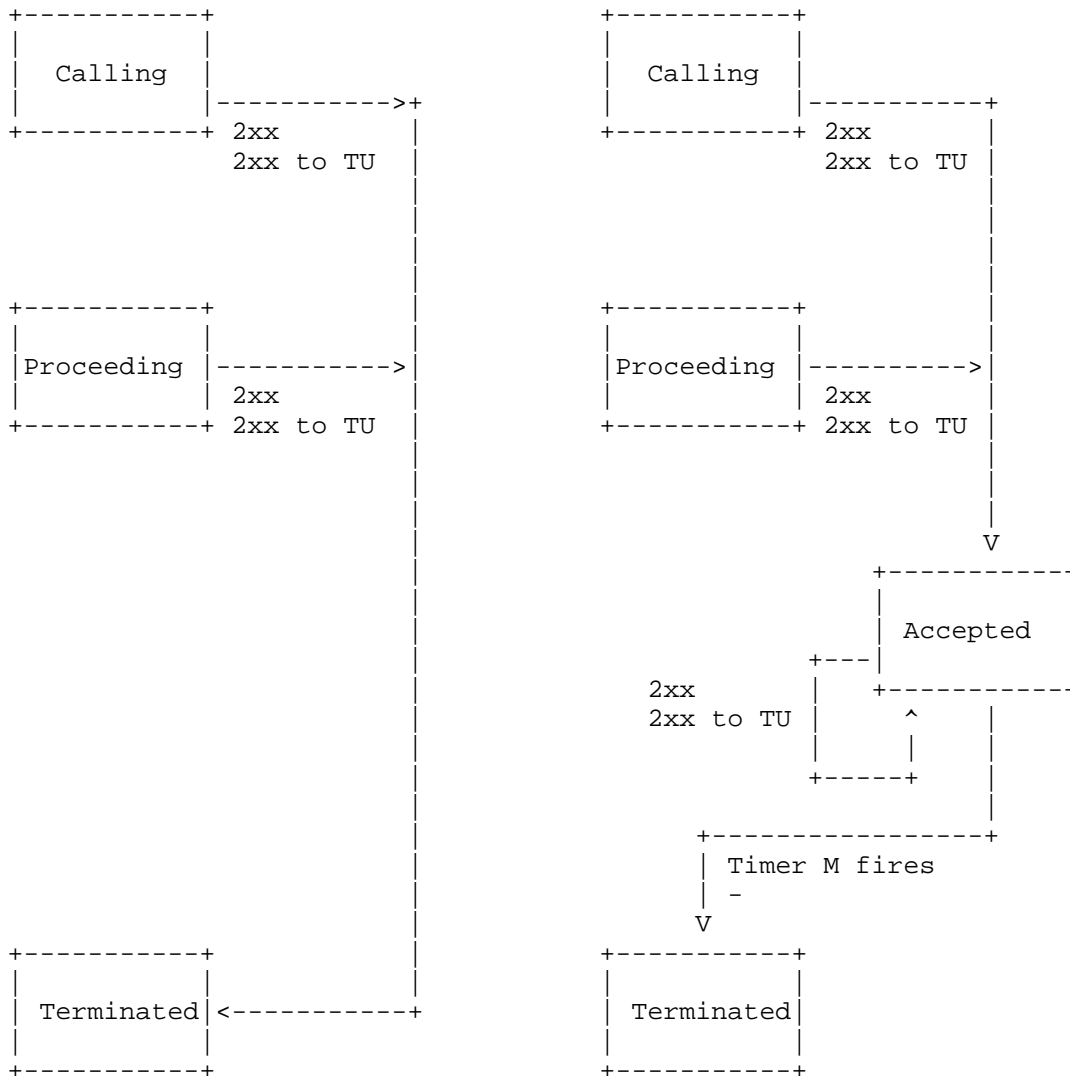 Calling Calling
2xx 2xx
2xx to TU 2xx to TU
Proceeding Proceeding
2xx 2xx
2xx to TU 2xx to TU
V
Accepted
2xx
2xx to TU
Timer M fires
-
V
Terminated Terminated